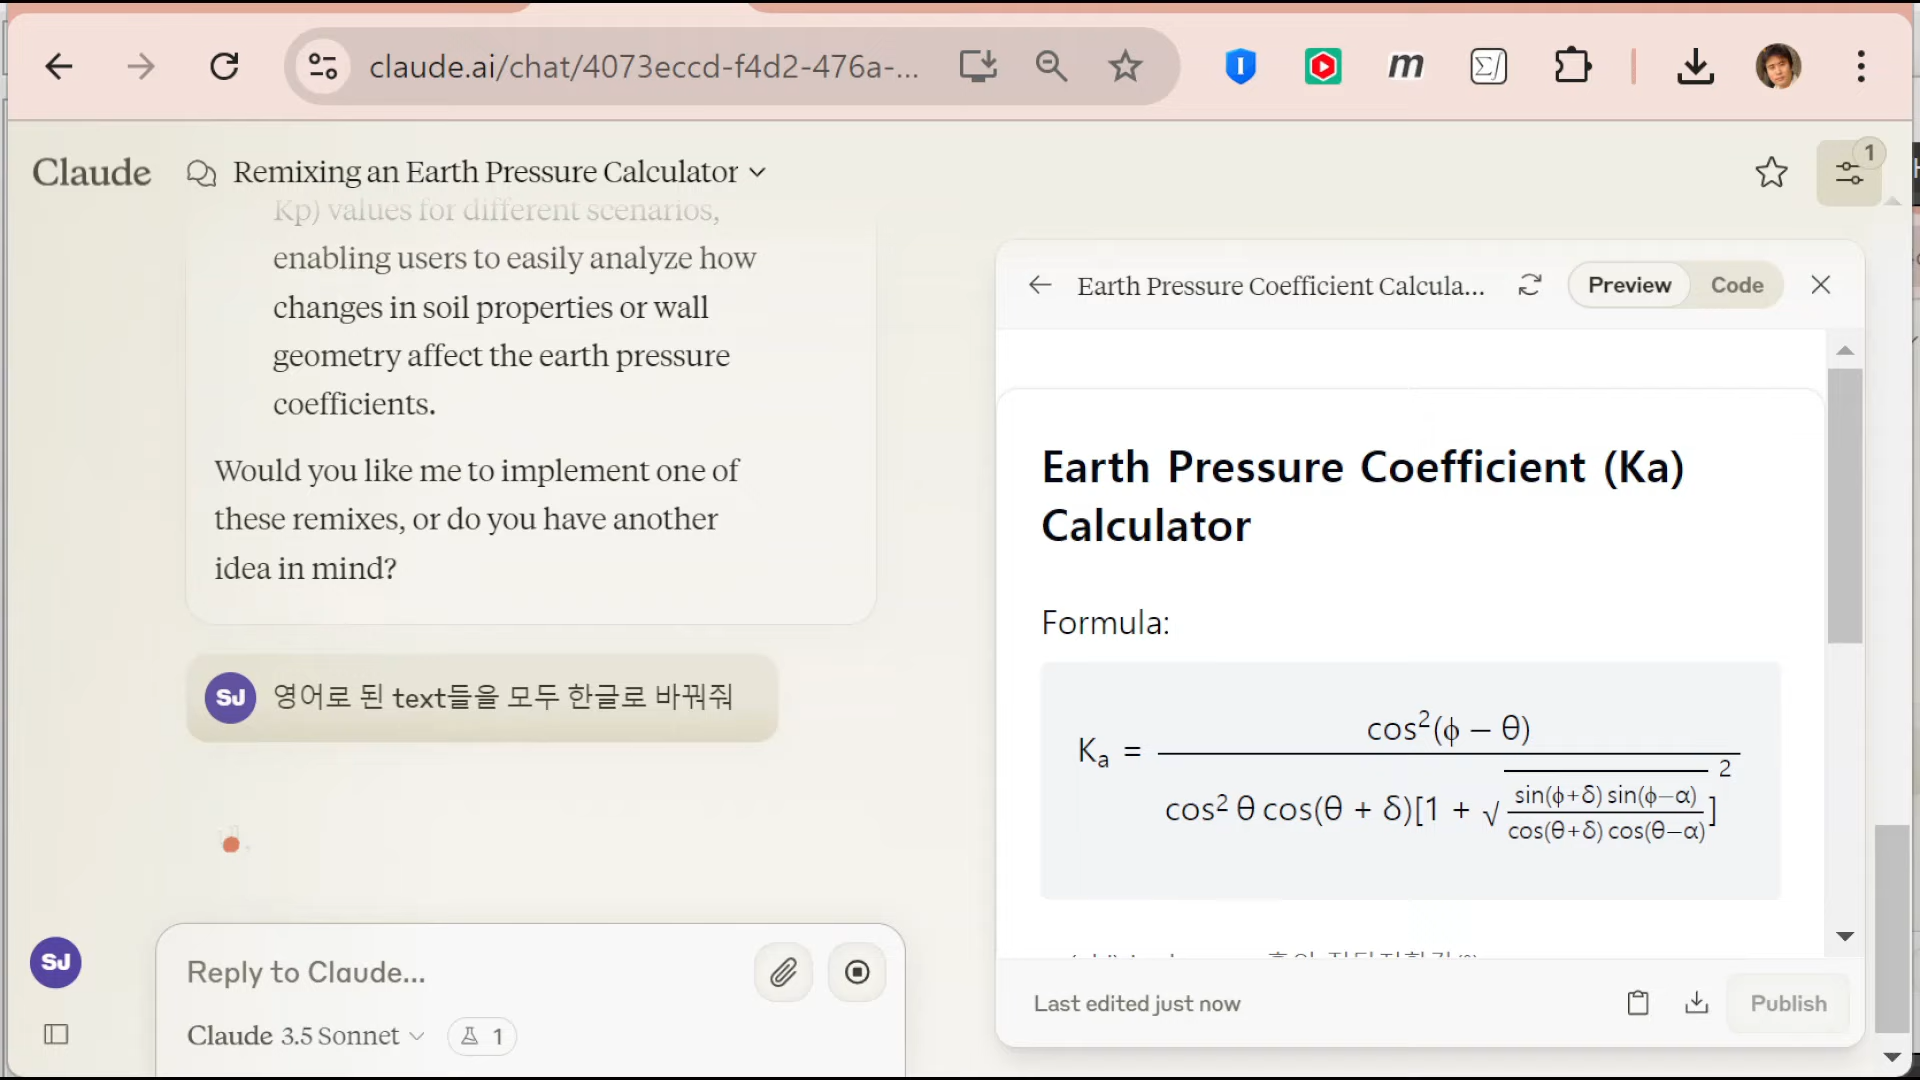 claude.ai/chat/4073eccd-f4d2-476a-...
Claude
Remixing an Earth Pressure Calculator
1
Kp) values for different scenarios,
enabling users to easily analyze how
changes in soil properties or wall
geometry affect the earth pressure
coefficients.
Would you like me to implement one of
these remixes, or do you have another
idea in mind?
SJ
영어로 된 text들을 모두 한글로 바꿔줘
SJ
Reply to Claude...
Claude 3.5 Sonnet
1
Earth Pressure Coefficient Calcula...
Preview
Code
Earth Pressure Coefficient (Ka)
Calculator
Formula:
Kₐ = cos²(ϕ − θ)
cos² θ cos(θ + δ)[1 + √ sin(ϕ+δ) sin(ϕ−α)
cos(θ+δ) cos(θ−α) ]²
Last edited just now
Publish